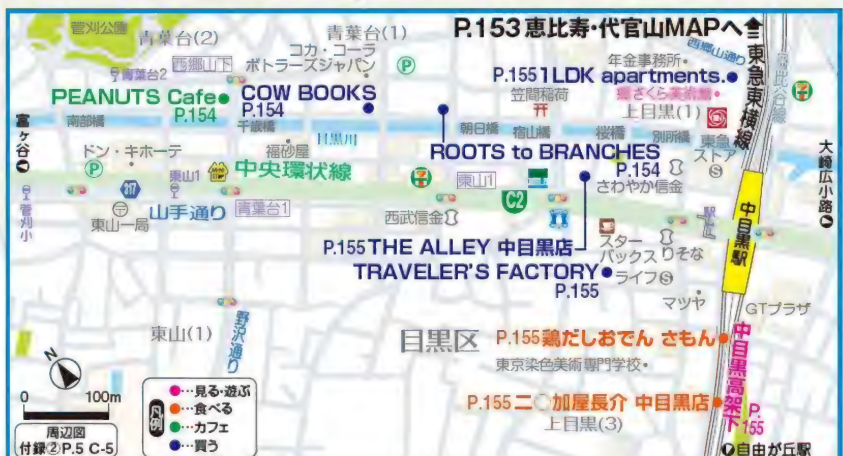 菅刈公園
青葉台(2)
青葉台(1)
P.153 恵比寿・代官山MAPへ
西郷山通り
東急東横線
日比谷線
コカ・コーラ
ボトラーズジャパン
西郷山下
青葉台2
P
年金事務所
P.155 1LDK apartments.
郷さくら美術館
PEANUTS Cafe
P.154
COW BOOKS
P.154
笠間稲荷
上目黒(1)
富ヶ谷
南部橋
千歳橋
目黒川
朝日橋
宿山橋
桜橋
別所橋
東急
ストア
大崎広小路
ドン・キホーテ
福砂屋
ROOTS to BRANCHES
P.154
P
東山1
中央環状線
東山1
さわやか信金
317
C2
菅刈小
東山一局
山手通り
青葉台1
西武信金
駅前
中目黒駅
P.155 THE ALLEY 中目黒店
スター
バックス
りそな
TRAVELER'S FACTORY
P.155
ライフ
マツヤ
GTプラザ
東山(1)
野沢通り
目黒区
P.155 鶏だしおでん さもん
東京染色美術専門学校
中目黒高架下
P.155
N
0 100m
周辺図
付録②P.5 C-5
凡例
●…見る・遊ぶ
●…食べる
●…カフェ
●…買う
P.155 二○加屋長介 中目黒店
上目黒(3)
自由が丘駅